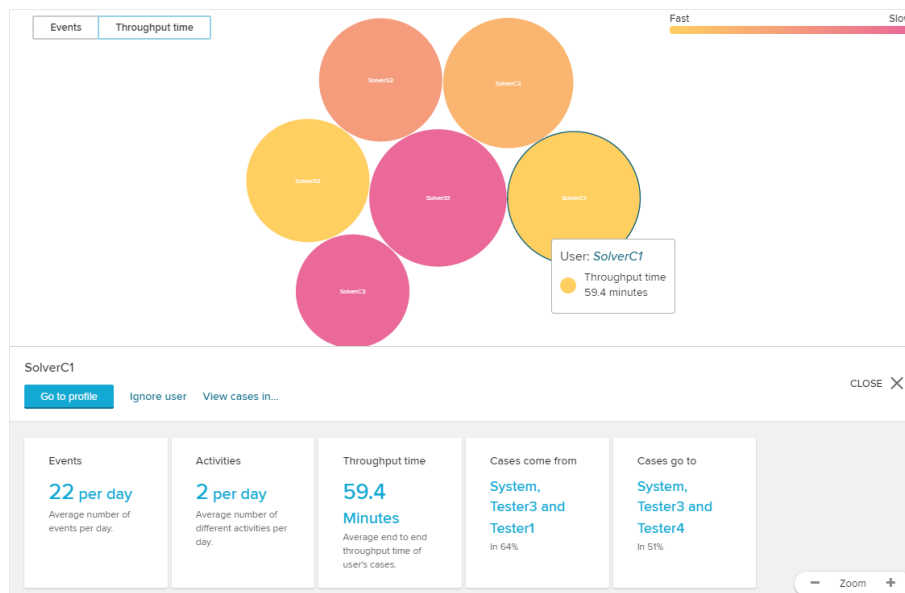 Events
Throughput time
Fast
Slow
SolverS2
SolverC2
SolverS1
SolverC1
SolverC3
User: SolverC1
Throughput time
59.4 minutes
SolverC1
Go to profile
Ignore user
View cases in...
CLOSE
Events
22 per day
Average number of
events per day.
Activities
2 per day
Average number of
different activities per
day.
Throughput time
59.4
Minutes
Average end to end
throughput time of
user's cases.
Cases come from
System,
Tester3 and
Tester1
In 64%
Cases go to
System,
Tester3 and
Tester4
In 51%
Zoom